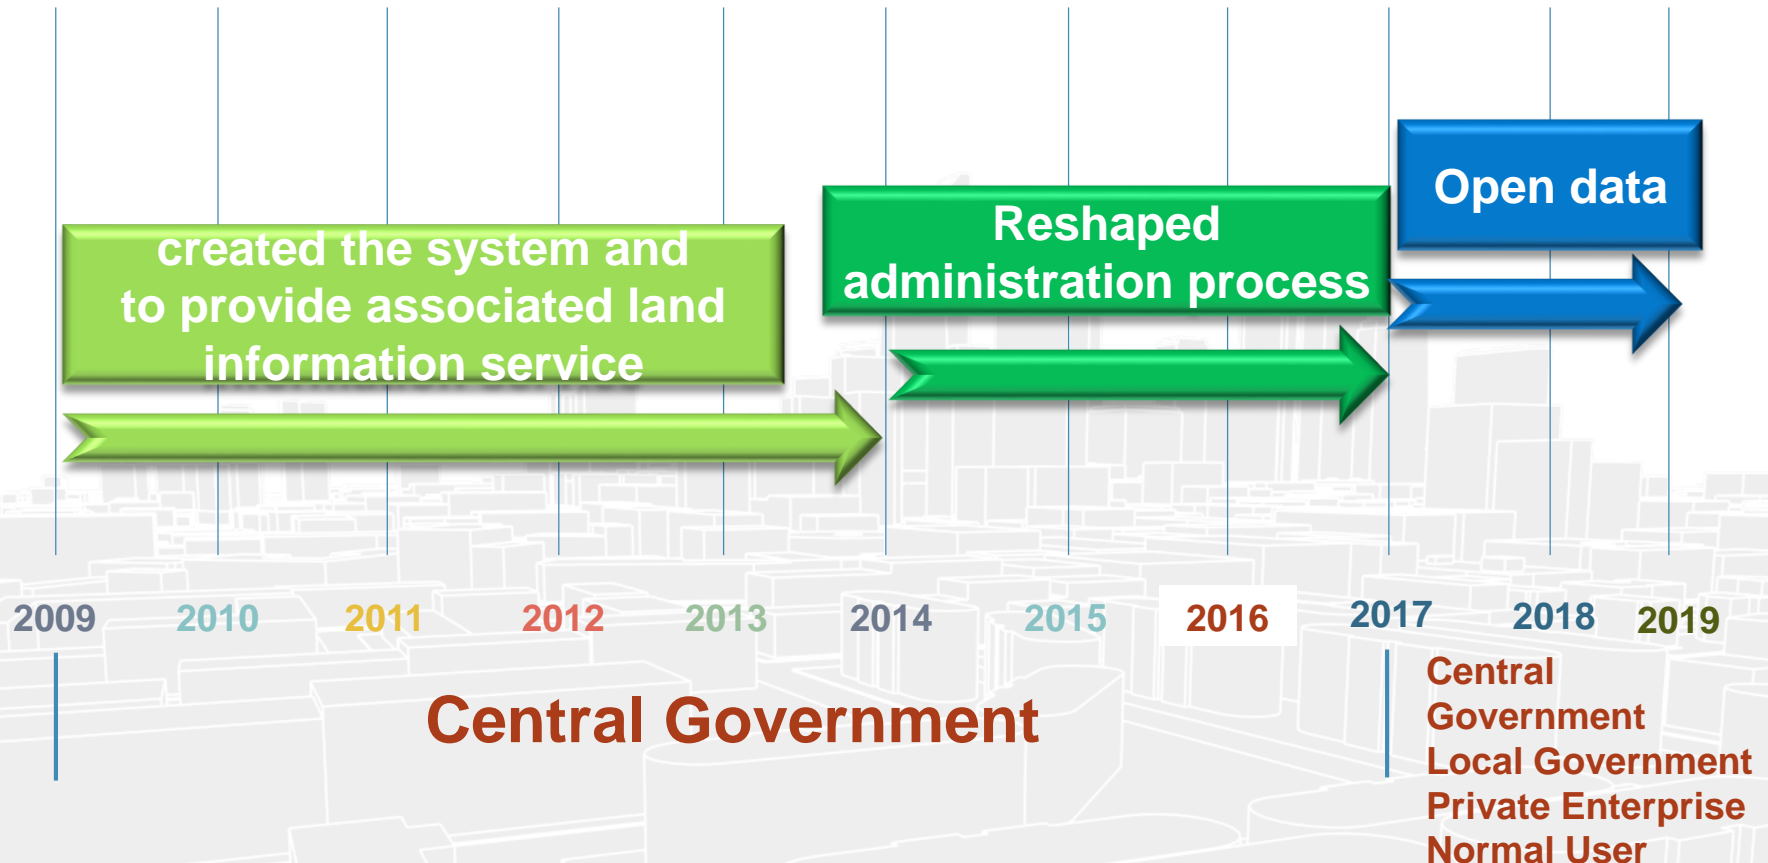 Open data
Reshaped
administration process
created the system and
to provide associated land
information service
2009 2010 2011 2012 2013 2014 2015 2016 2017 2018 2019
Central Government
Central
Government
Local Government
Private Enterprise
Normal User